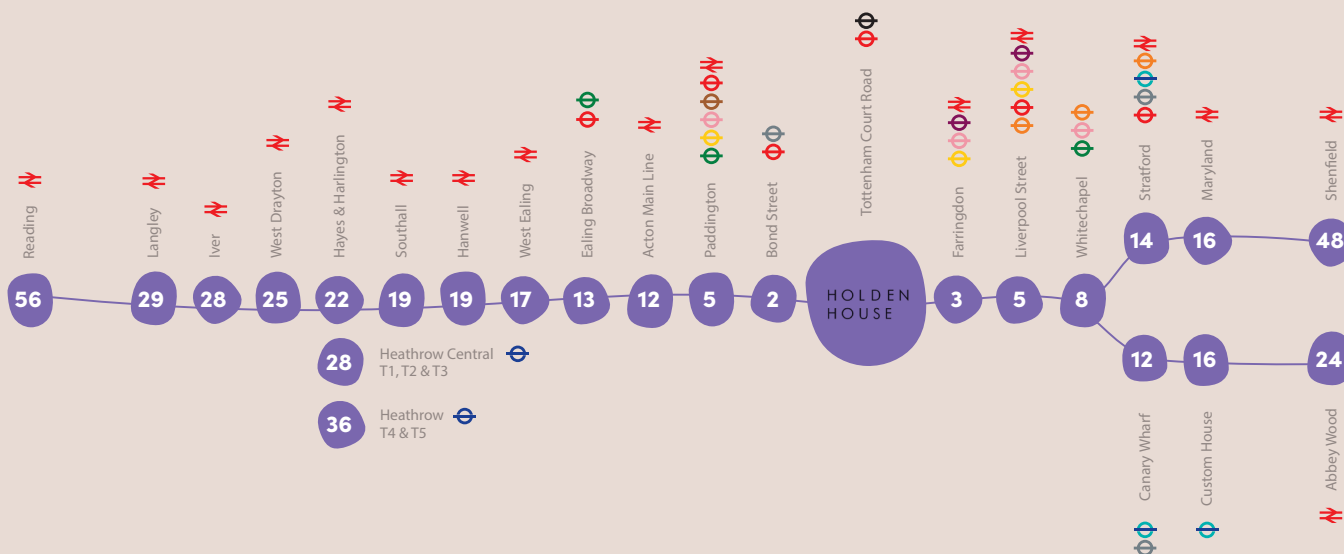 Reading
Langley
Iver
West Drayton
Hayes & Harlington
Southall
Hanwell
West Ealing
Ealing Broadway
Acton Main Line
Paddington
Bond Street
Tottenham Court Road
Farringdon
Liverpool Street
Whitechapel
Stratford
Maryland
Shenfield
14
16
48
56
29
28
25
22
19
19
17
13
12
5
2
HOLDEN
HOUSE
3
5
8
12
16
24
28
Heathrow Central
T1, T2 & T3
36
Heathrow
T4 & T5
Canary Wharf
Custom House
Abbey Wood